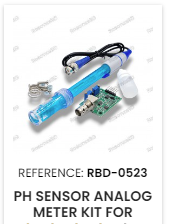 REFERENCE: RBD-0523
PH SENSOR ANALOG
METER KIT FOR